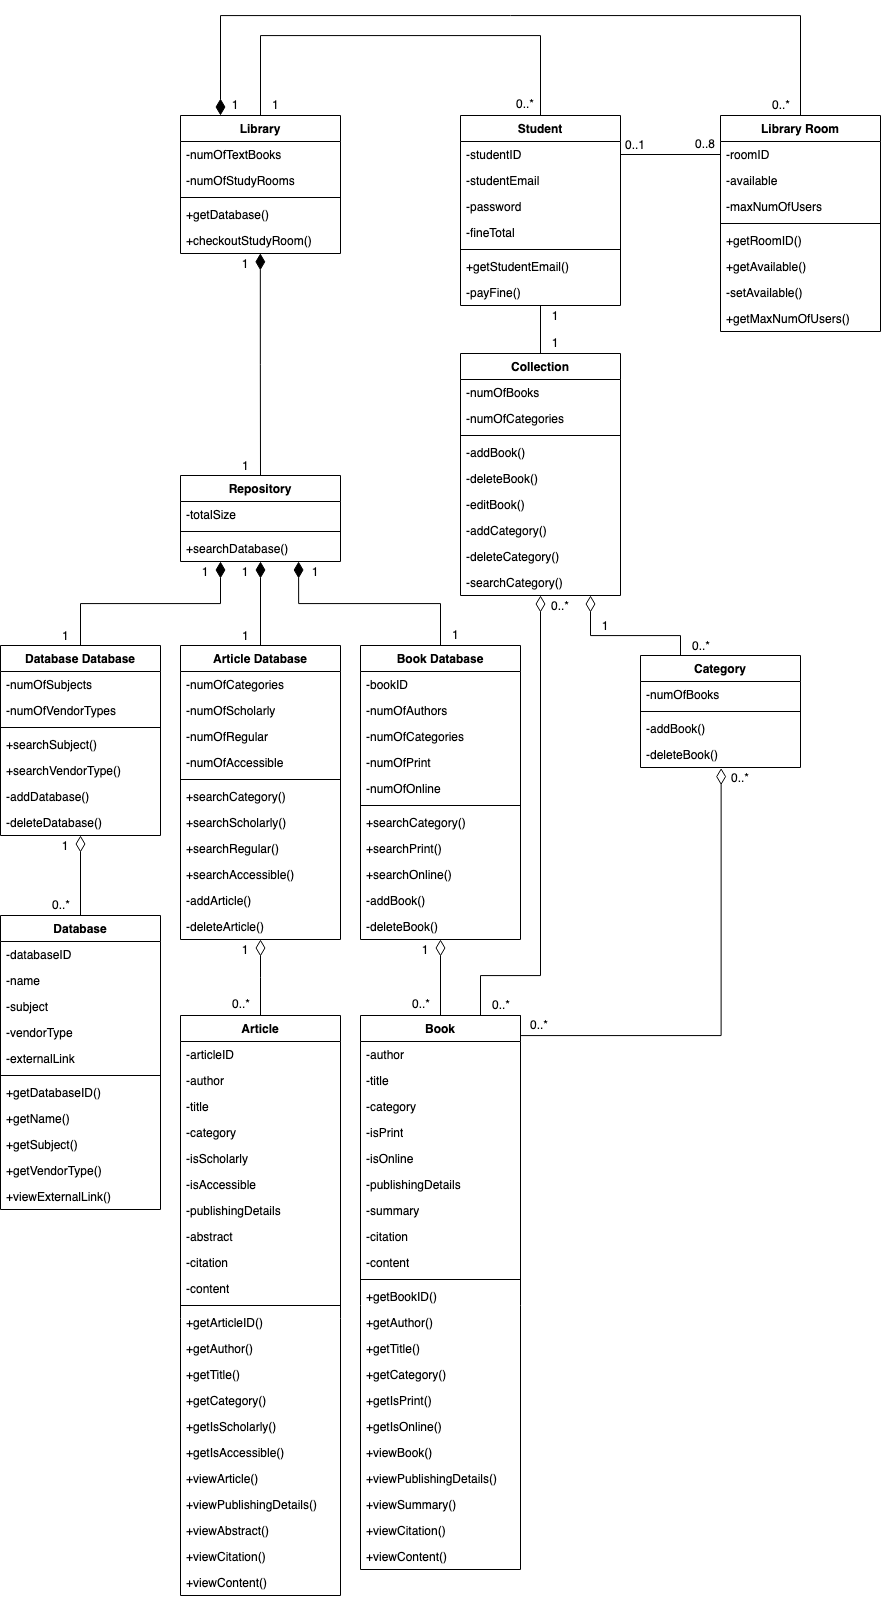 1
1
0..*
0..*
Library
-numOfTextBooks
-numOfStudyRooms
+getDatabase()
+checkoutStudyRoom()
1
Student
-studentID
-studentEmail
-password
-fineTotal
+getStudentEmail()
-payFine()
0..1
0..8
Library Room
-roomID
-available
-maxNumOfUsers
+getRoomID()
+getAvailable()
-setAvailable()
+getMaxNumOfUsers()
1
1
Collection
-numOfBooks
-numOfCategories
-addBook()
-deleteBook()
-editBook()
-addCategory()
-deleteCategory()
-searchCategory()
1
Repository
-totalSize
+searchDatabase()
1
1
1
0..*
1
0..*
1
1
1
Database Database
-numOfSubjects
-numOfVendorTypes
+searchSubject()
+searchVendorType()
-addDatabase()
-deleteDatabase()
1
0..*
Article Database
-numOfCategories
-numOfScholarly
-numOfRegular
-numOfAccessible
+searchCategory()
+searchScholarly()
+searchRegular()
+searchAccessible()
-addArticle()
-deleteArticle()
1
0..*
Book Database
-bookID
-numOfAuthors
-numOfCategories
-numOfPrint
-numOfOnline
+searchCategory()
+searchPrint()
+searchOnline()
-addBook()
-deleteBook()
1
0..*
0..*
Category
-numOfBooks
-addBook()
-deleteBook()
0..*
0..*
Database
-databaseID
-name
-subject
-vendorType
-externalLink
+getDatabaseID()
+getName()
+getSubject()
+getVendorType()
+viewExternalLink()
Article
-articleID
-author
-title
-category
-isScholarly
-isAccessible
-publishingDetails
-abstract
-citation
-content
+getArticleID()
+getAuthor()
+getTitle()
+getCategory()
+getIsScholarly()
+getIsAccessible()
+viewArticle()
+viewPublishingDetails()
+viewAbstract()
+viewCitation()
+viewContent()
Book
-author
-title
-category
-isPrint
-isOnline
-publishingDetails
-summary
-citation
-content
+getBookID()
+getAuthor()
+getTitle()
+getCategory()
+getIsPrint()
+getIsOnline()
+viewBook()
+viewPublishingDetails()
+viewSummary()
+viewCitation()
+viewContent()